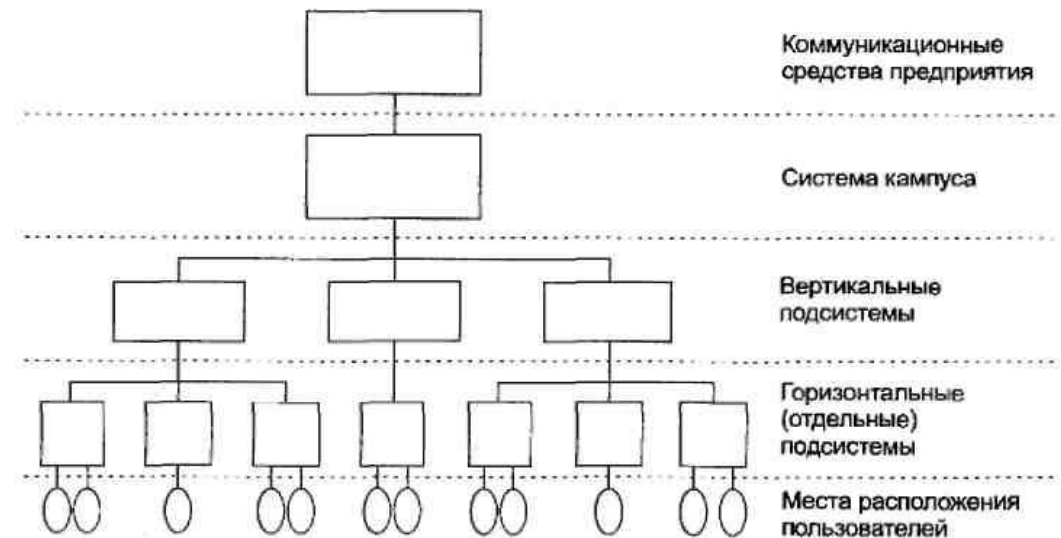 Коммуникационные
средства предприятия
Система кампуса
Вертикальные
подсистемы
Горизонтальные
(отдельные)
подсистемы
Места расположения
пользователей